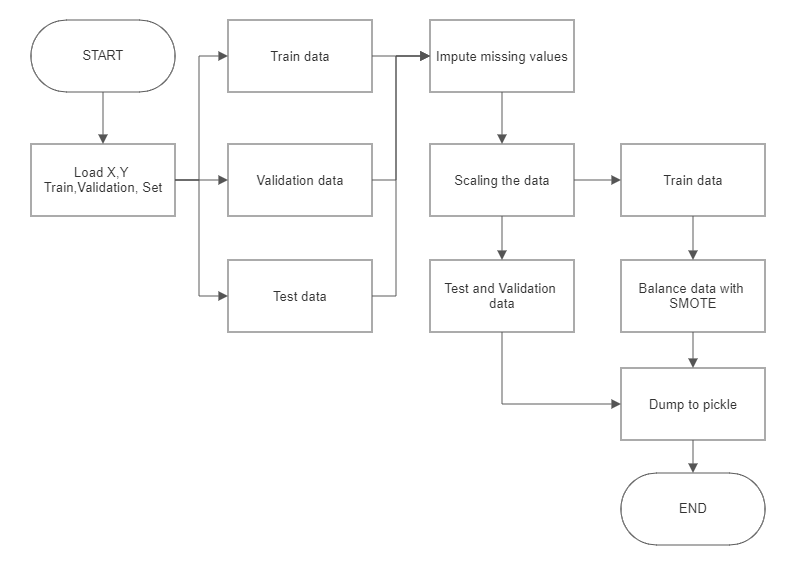 START
Train data
Impute missing values
Load X,Y
Train,Validation, Set
Validation data
Scaling the data
Train data
Test data
Test and Validation
data
Balance data with
SMOTE
Dump to pickle
END